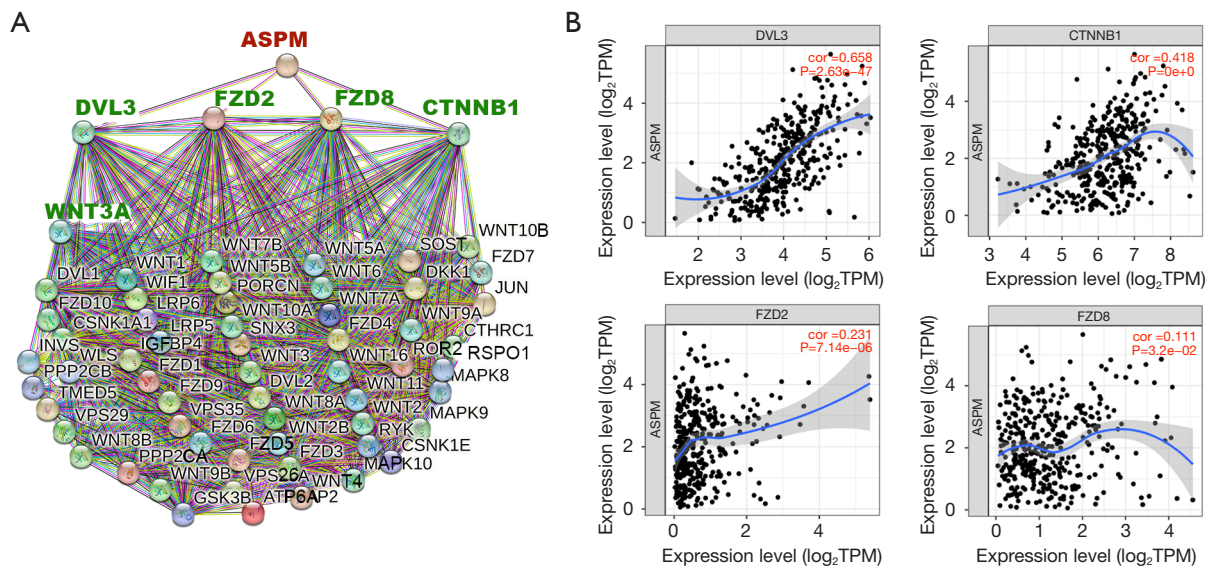 A
ASPM
DVL3
FZD2
FZD8
CTNNB1
WNT3A
WNT10B
WNT7B
WNT5A
SOST
FZD7
DVL1
WNT1
WNT5B
WNT6
DKK1
JUN
WIF1
PORCN
FZD10
LRP6
WNT10A
WNT7A
WNT9A
CSNK1A1
LRP5
SNX3
FZD4
CTHRC1
INVS
IGFBP4
ROR2
RSPO1
WLS
FZD1
WNT3
WNT16
PPP2CB
FZD9
DVL2
WNT11
MAPK8
TMED5
VPS35
WNT8A
WNT2
MAPK9
VPS29
FZD6
WNT2B
RYK
WNT8B
FZD5
FZD3
CSNK1E
PPP2CA
MAPK10
WNT9B
VPS26A
WNT4
GSK3B
ATP6AP2
B
DVL3
cor =0.658
P=2.63e−47
ASPM
Expression level (log2TPM)
4
2
0
2 3 4 5 6
Expression level (log2TPM)
CTNNB1
cor =0.418
P=0e+0
ASPM
Expression level (log2TPM)
4
2
0
3 4 5 6 7 8
Expression level (log2TPM)
FZD2
cor =0.231
P=7.14e−06
ASPM
Expression level (log2TPM)
4
2
0
0 2 4
Expression level (log2TPM)
FZD8
cor =0.111
P=3.2e−02
ASPM
Expression level (log2TPM)
4
2
0
0 1 2 3 4
Expression level (log2TPM)